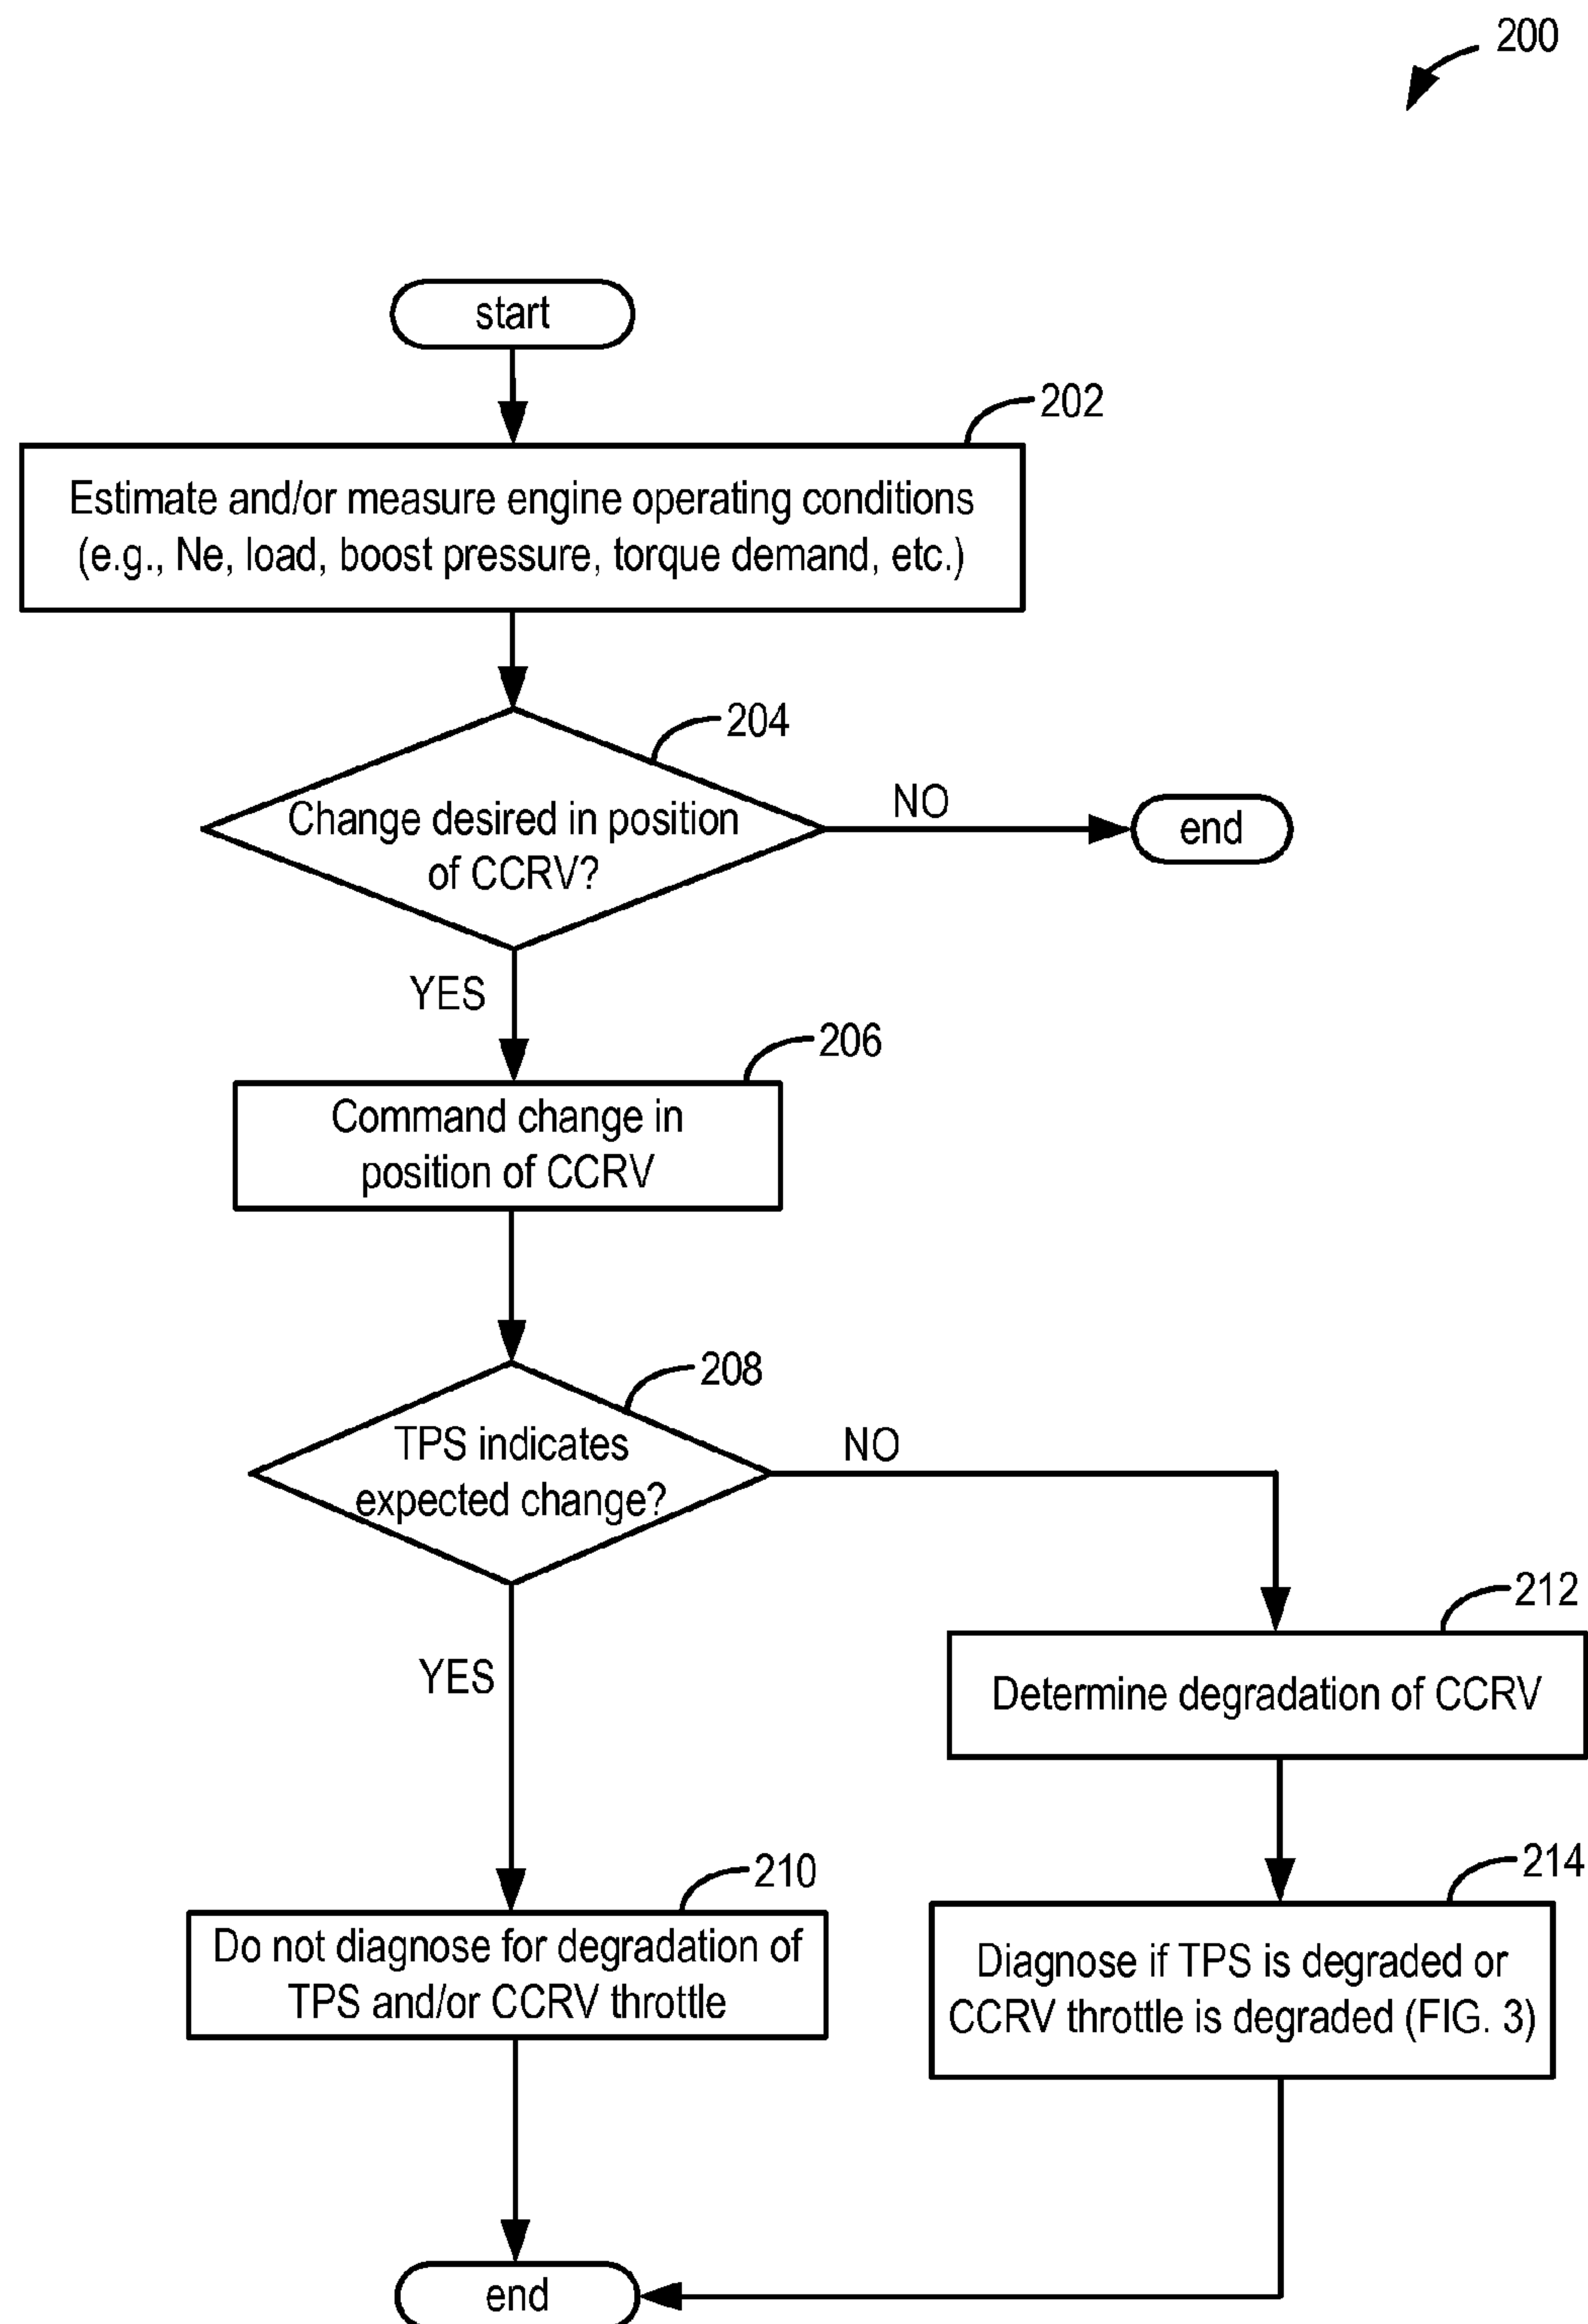 200
start
202
Estimate and/or measure engine operating conditions
(e.g., Ne, load, boost pressure, torque demand, etc.)
204
Change desired in position
of CCRV?
NO
end
YES
206
Command change in
position of CCRV
208
TPS indicates
expected change?
NO
YES
212
Determine degradation of CCRV
210
Do not diagnose for degradation of
TPS and/or CCRV throttle
214
Diagnose if TPS is degraded or
CCRV throttle is degraded (FIG. 3)
end